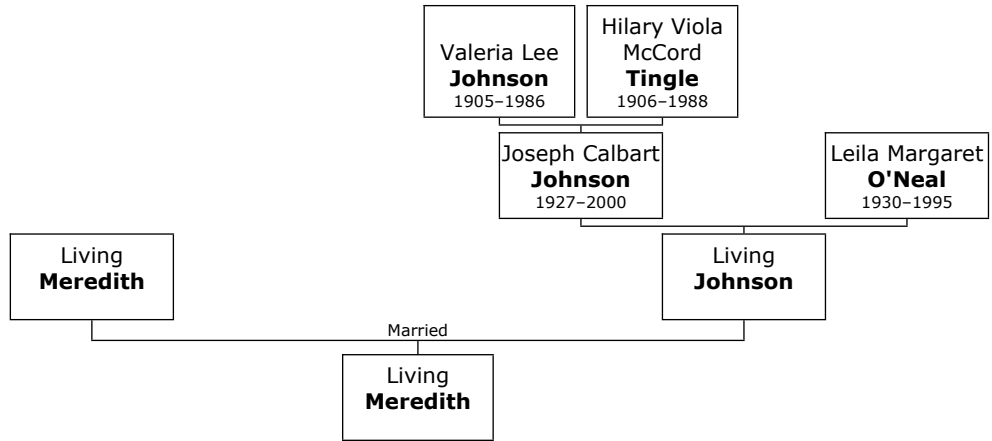 Valeria Lee
Johnson
1905–1986
Hilary Viola
McCord
Tingle
1906–1988
Joseph Calbart
Johnson
1927–2000
Leila Margaret
O'Neal
1930–1995
Living
Meredith
Living
Johnson
Married
Living
Meredith